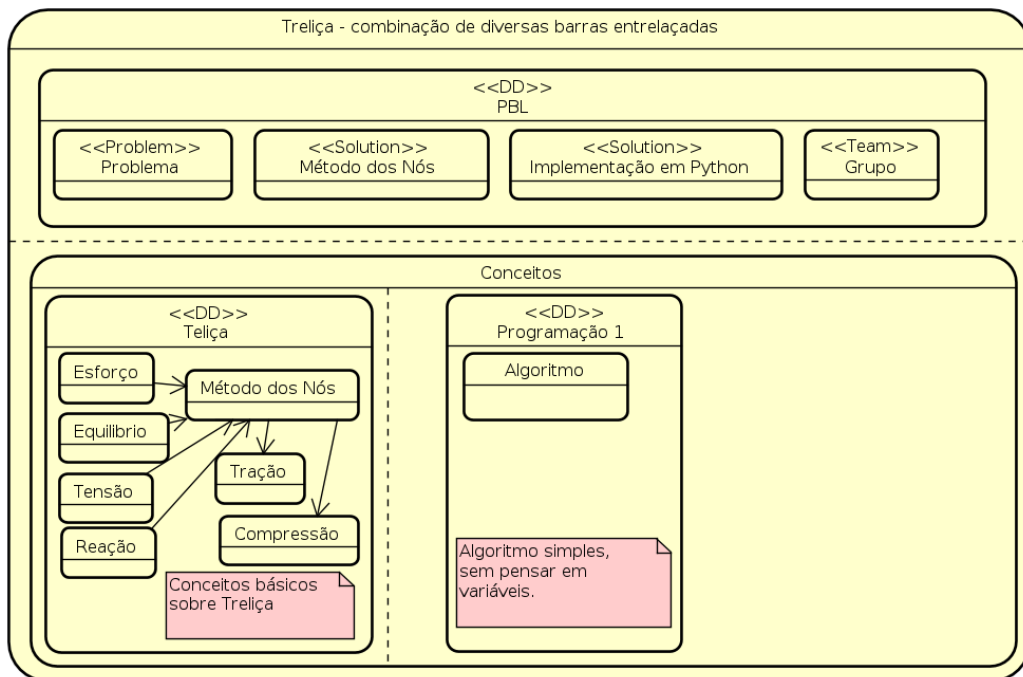 Treliça - combinação de diversas barras entrelaçadas
<<DD>>
PBL
<<Problem>>
Problema
<<Solution>>
Método dos Nós
<<Solution>>
Implementação em Python
<<Team>>
Grupo
Conceitos
<<DD>>
Teliça
Esforço
Método dos Nós
Equilibrio
Tensão
Tração
Reação
Compressão
Conceitos básicos
sobre Treliça
<<DD>>
Programação 1
Algoritmo
Algoritmo simples,
sem pensar em
variáveis.